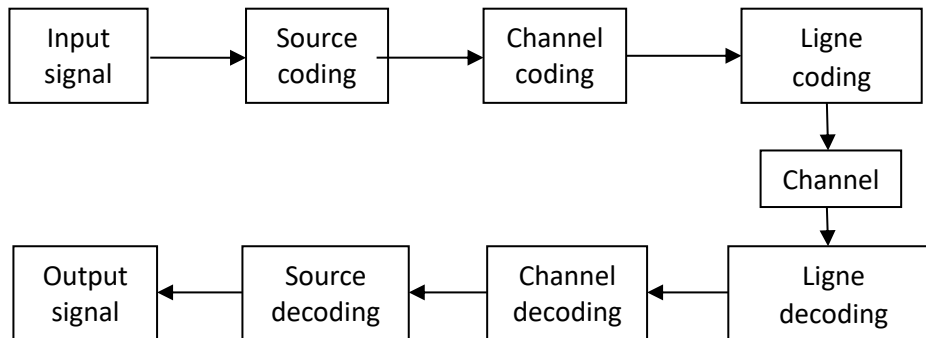 Input
signal
Source
coding
Channel
coding
Ligne
coding
Channel
Ligne
decoding
Channel
decoding
Source
decoding
Output
signal